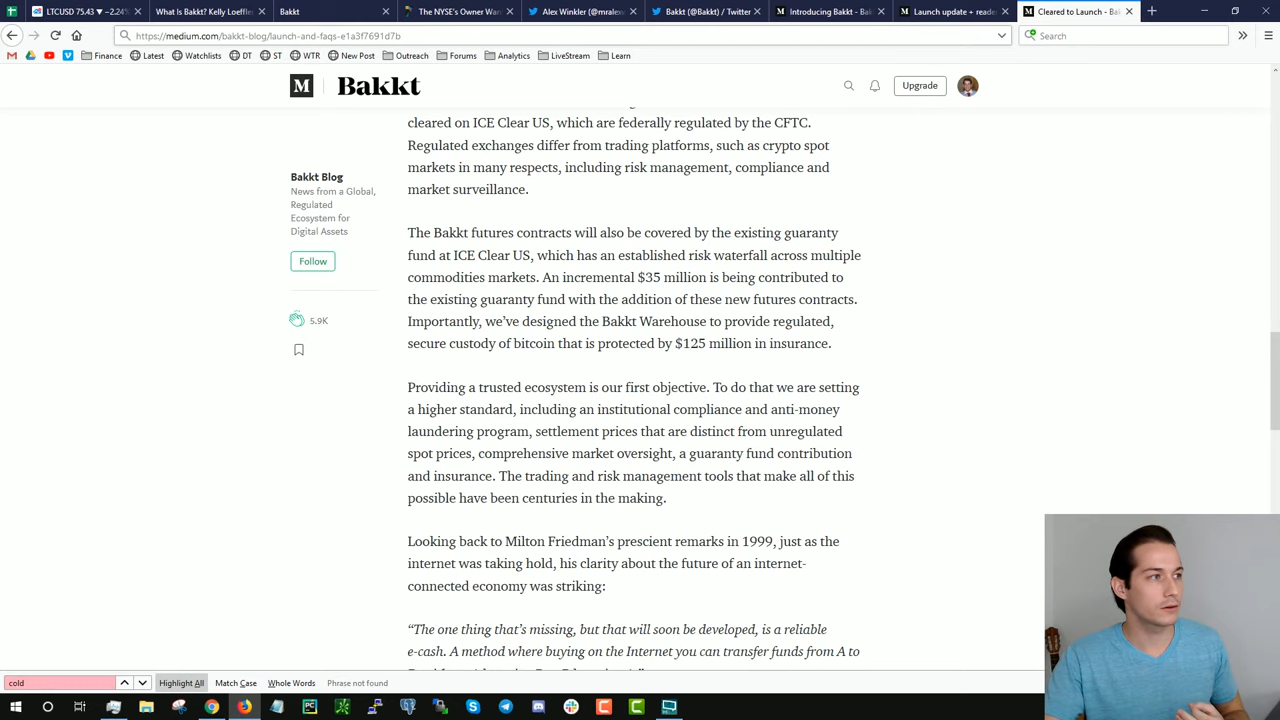 LTCUSD 75.43 ▼ −2.24%
What Is Bakkt? Kelly Loeffler
Bakkt
The NYSE's Owner Wan
Alex Winkler (@mralex
Bakkt (@Bakkt) / Twitter
Introducing Bakkt - Bak
Launch update + read
Cleared to Launch - Ba
https://medium.com/bakkt-blog/launch-and-faqs-e1a3f7691d7b
Search
Finance
Latest
Watchlists
DT
ST
WTR
New Post
Outreach
Forums
Analytics
LiveStream
Learn
M
Bakkt
Upgrade
cleared on ICE Clear US, which are federally regulated by the CFTC.
Regulated exchanges differ from trading platforms, such as crypto spot
markets in many respects, including risk management, compliance and
market surveillance.
Bakkt Blog
News from a Global,
Regulated
Ecosystem for
Digital Assets
Follow
5.9K
The Bakkt futures contracts will also be covered by the existing guaranty
fund at ICE Clear US, which has an established risk waterfall across multiple
commodities markets. An incremental $35 million is being contributed to
the existing guaranty fund with the addition of these new futures contracts.
Importantly, we’ve designed the Bakkt Warehouse to provide regulated,
secure custody of bitcoin that is protected by $125 million in insurance.
Providing a trusted ecosystem is our first objective. To do that we are setting
a higher standard, including an institutional compliance and anti-money
laundering program, settlement prices that are distinct from unregulated
spot prices, comprehensive market oversight, a guaranty fund contribution
and insurance. The trading and risk management tools that make all of this
possible have been centuries in the making.
Looking back to Milton Friedman’s prescient remarks in 1999, just as the
internet was taking hold, his clarity about the future of an internet-
connected economy was striking:
“The one thing that’s missing, but that will soon be developed, is a reliable
e-cash. A method where buying on the Internet you can transfer funds from A to
cold
Highlight All
Match Case
Whole Words
Phrase not found